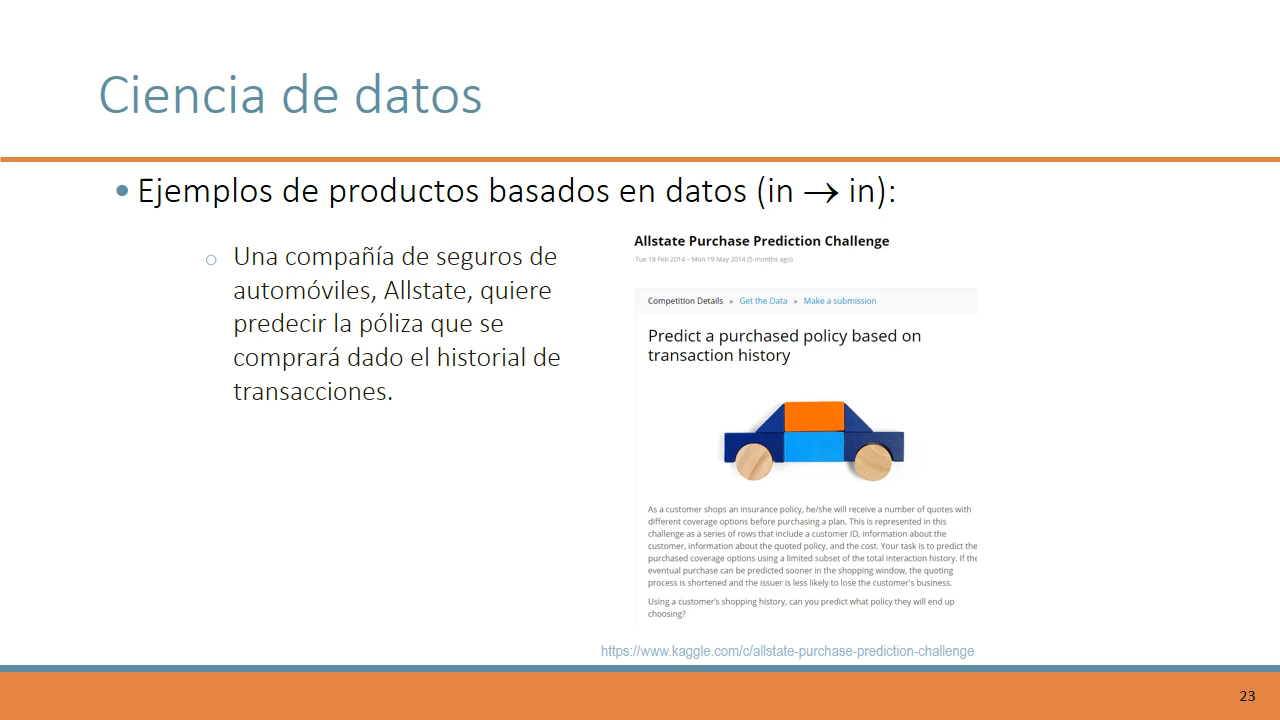 Ciencia de datos
• Ejemplos de productos basados en datos (in → in):
o Una compañía de seguros de
automóviles, Allstate, quiere
predecir la póliza que se
comprará dado el historial de
transacciones.
Allstate Purchase Prediction Challenge
Tue 18 Feb 2014 – Mon 19 May 2014 (5 months ago)
Competition Details » Get the Data » Make a submission
Predict a purchased policy based on
transaction history
As a customer shops an insurance policy, he/she will receive a number of quotes with
different coverage options before purchasing a plan. This is represented in this
challenge as a series of rows that include a customer ID, information about the
customer, information about the quoted policy, and the cost. Your task is to predict the
purchased coverage options using a limited subset of the total interaction history. If the
eventual purchase can be predicted sooner in the shopping window, the quoting
process is shortened and the issuer is less likely to lose the customer's business.
Using a customer's shopping history, can you predict what policy they will end up
choosing?
https://www.kaggle.com/c/allstate-purchase-prediction-challenge
23